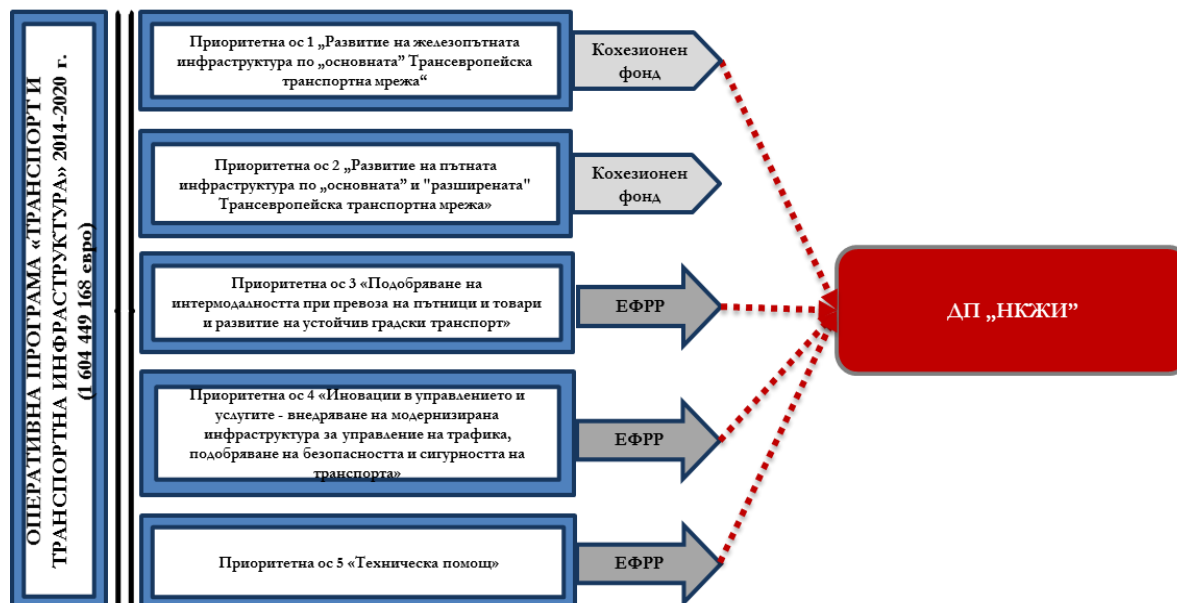 ОПЕРАТИВНА ПРОГРАМА «ТРАНСПОРТ И
ТРАНСПОРТНА ИНФРАСТРУКТУРА» 2014-2020 г.
(1 604 449 168 евро)
Приоритетна ос 1 „Развитие на железопътната
инфраструктура по „основната” Трансевропейска
транспортна мрежа“
Кохезионен
фонд
Приоритетна ос 2 „Развитие на пътната
инфраструктура по „основната” и "разширената"
Трансевропейска транспортна мрежа»
Кохезионен
фонд
Приоритетна ос 3 «Подобряване на
интермодалността при превоза на пътници и товари
и развитие на устойчив градски транспорт»
ЕФРР
Приоритетна ос 4 «Иновации в управлението и
услугите - внедряване на модернизирана
инфраструктура за управление на трафика,
подобряване на безопасността и сигурността на
транспорта»
ЕФРР
Приоритетна ос 5 «Техническа помощ»
ЕФРР
ДП „НКЖИ”